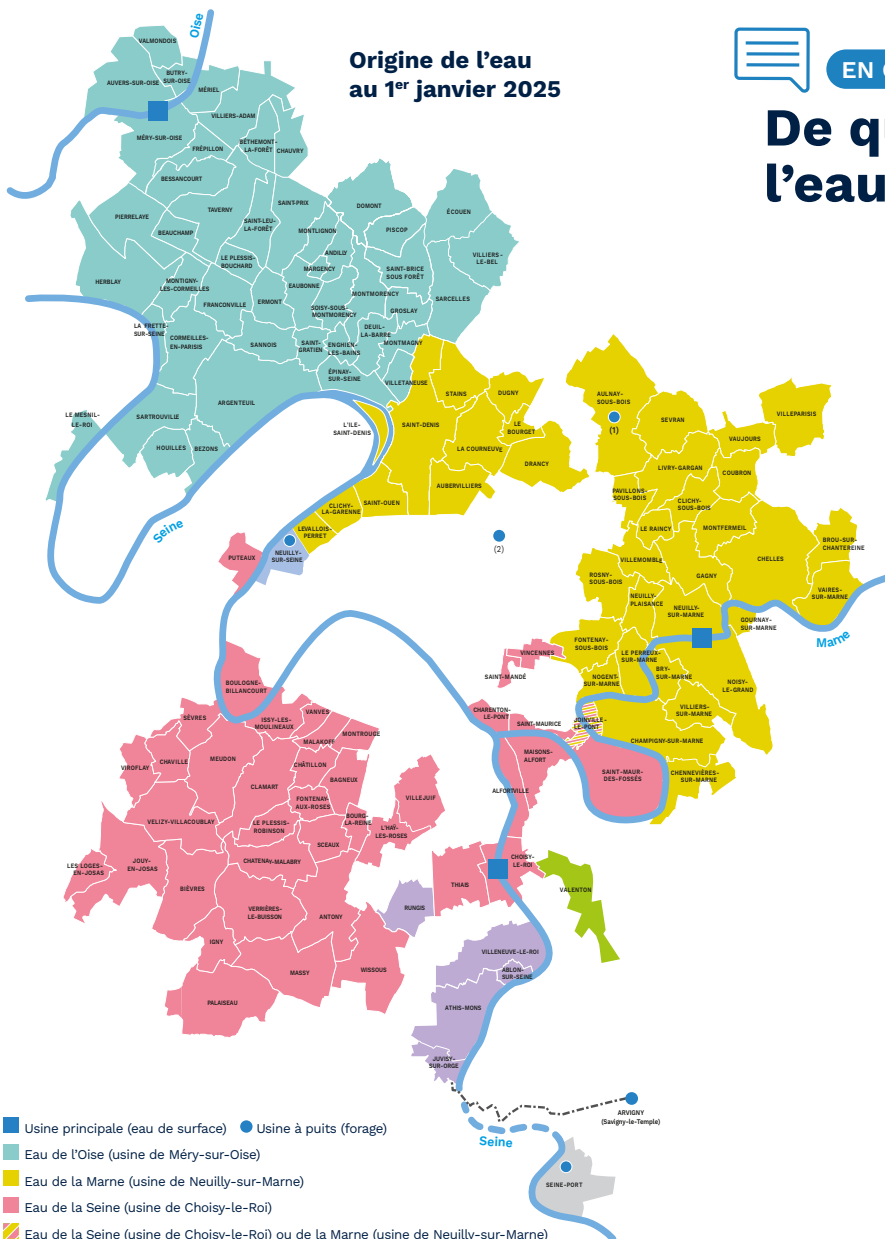 Origine de l'eau
au 1er janvier 2025
EN
De qu
l'eau
Oise
VALMONDOIS
AUVERS-SUR-OISE
BUTRY-
SUR-OISE
MÉRIEL
VILLIERS-ADAM
MÉRY-SUR-OISE
FRÉPILLON
BÉTHEMONT-
LA-FORÊT
CHAUVRY
BESSANCOURT
PIERRELAYE
TAVERNY
SAINT-PRIX
SAINT-LEU-
LA-FORÊT
BEAUCHAMP
MONTLIGNON
DOMONT
PISCOP
ÉCOUEN
VILLIERS-
LE-BEL
ANDILLY
LE PLESSIS-
BOUCHARD
MARGENCY
SAINT-BRICE
SOUS FORÊT
HERBLAY
MONTIGNY-
LES-CORMEILLES
EAUBONNE
MONTMORENCY
SARCELLES
FRANCONVILLE
ERMONT
SOISY-SOUS-
MONTMORENCY
GROSLAY
LA FRETTE-
SUR-SEINE
CORMEILLES-
EN-PARISIS
SANNOIS
SAINT-
GRATIEN
ENGHIEN
-LES-BAINS
DEUIL-
LA-BARRE
MONTMAGNY
ÉPINAY-
SUR-SEINE
VILLETANEUSE
ARGENTEUIL
LE MESNIL-
LE-ROI
SARTROUVILLE
HOUILLES
BEZONS
L'ILE-
SAINT-DENIS
SAINT-DENIS
STAINS
DUGNY
LE
BOURGET
LA COURNEUVE
DRANCY
AUBERVILLIERS
SAINT-OUEN
CLICHY-
LA-GARENNE
LEVALLOIS-
PERRET
NEUILLY-
SUR-SEINE
PUTEAUX
Seine
(2)
AULNAY-
SOUS-BOIS
(1)
SEVRAN
VILLEPARISIS
VAUJOURS
LIVRY-GARGAN
COUBRON
PAVILLONS-
SOUS-BOIS
CLICHY-
SOUS-BOIS
LE RAINCY
MONTFERMEIL
BROU-SUR-
CHANTEREINE
CHELLES
VILLEMOMBLE
ROSNY-
SOUS-BOIS
GAGNY
VAIRES-
SUR-MARNE
NEUILLY-
PLAISANCE
NEUILLY-
SUR-MARNE
GOURNAY-
SUR-MARNE
Marne
FONTENAY-
SOUS-BOIS
LE PERREUX-
SUR-MARNE
VINCENNES
SAINT-MANDÉ
NOGENT-
SUR-MARNE
BRY-
SUR-MARNE
NOISY-
LE-GRAND
VILLIERS-
SUR-MARNE
CHARENTON-
LE-PONT
SAINT-MAURICE
JOINVILLE-
LE-PONT
CHAMPIGNY-SUR-MARNE
MAISONS-
ALFORT
SAINT-MAUR-
DES-FOSSÉS
CHENNEVIÈRES-
SUR-MARNE
ALFORTVILLE
BOULOGNE-
BILLANCOURT
SÈVRES
ISSY-LES-
MOULINEAUX
VANVES
MALAKOFF
MONTROUGE
VIROFLAY
CHAVILLE
MEUDON
CHÂTILLON
CLAMART
BAGNEUX
FONTENAY-
AUX-ROSES
VILLEJUIF
VELIZY-VILLACOUBLAY
LE PLESSIS-
ROBINSON
BOURG-
LA-REINE
L'HAŸ-
LES-ROSES
SCEAUX
LES LOGES-
EN-JOSAS
JOUY-
EN-JOSAS
CHATENAY-MALABRY
BIÈVRES
VERRIÈRES-
LE-BUISSON
ANTONY
RUNGIS
THIAIS
CHOISY-
LE-ROI
VALENTON
IGNY
MASSY
WISSOUS
PALAISEAU
VILLENEUVE-LE-ROI
ABLON-
SUR-SEINE
ATHIS-MONS
JUVISY-
SUR-ORGE
ARVIGNY
(Savigny-le-Temple)
Seine
SEINE-PORT
Usine principale (eau de surface) Usine à puits (forage)
Eau de l'Oise (usine de Méry-sur-Oise)
Eau de la Marne (usine de Neuilly-sur-Marne)
Eau de la Seine (usine de Choisy-le-Roi)
Eau de la Seine (usine de Choisy-le-Roi) ou de la Marne (usine de Neuilly-sur-Marne)